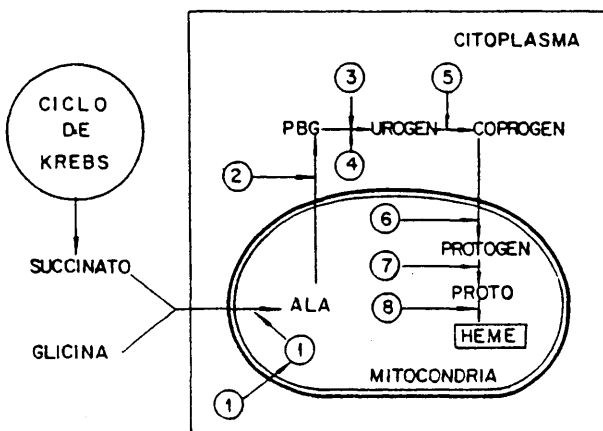 CITOPLASMA
CICLO
DE
KREBS
3
5
PBG
UROGEN
COPROGEN
4
2
6
PROTOGEN
7
SUCCINATO
PROTO
8
ALA
HEME
GLICINA
1
MITOCONDRIA
1